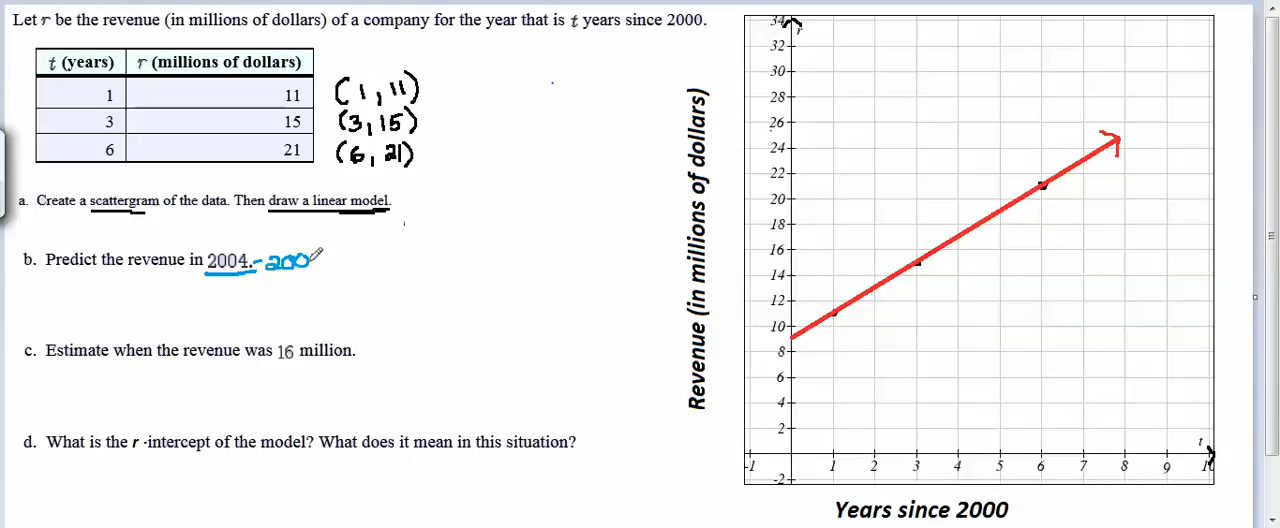 Let r be the revenue (in millions of dollars) of a company for the year that is t years since 2000.
t (years) r (millions of dollars)
1 11 (1, 11)
3 15 (3, 15)
6 21 (6, 21)
a. Create a scattergram of the data. Then draw a linear model.
b. Predict the revenue in 2004. - 200
c. Estimate when the revenue was 16 million.
d. What is the r -intercept of the model? What does it mean in this situation?
Revenue (in millions of dollars)
34 r
32
30
28
26
24
22
20
18
16
14
12
10
8
6
4
2
t
-1 1 2 3 4 5 6 7 8 9 10
-2
Years since 2000